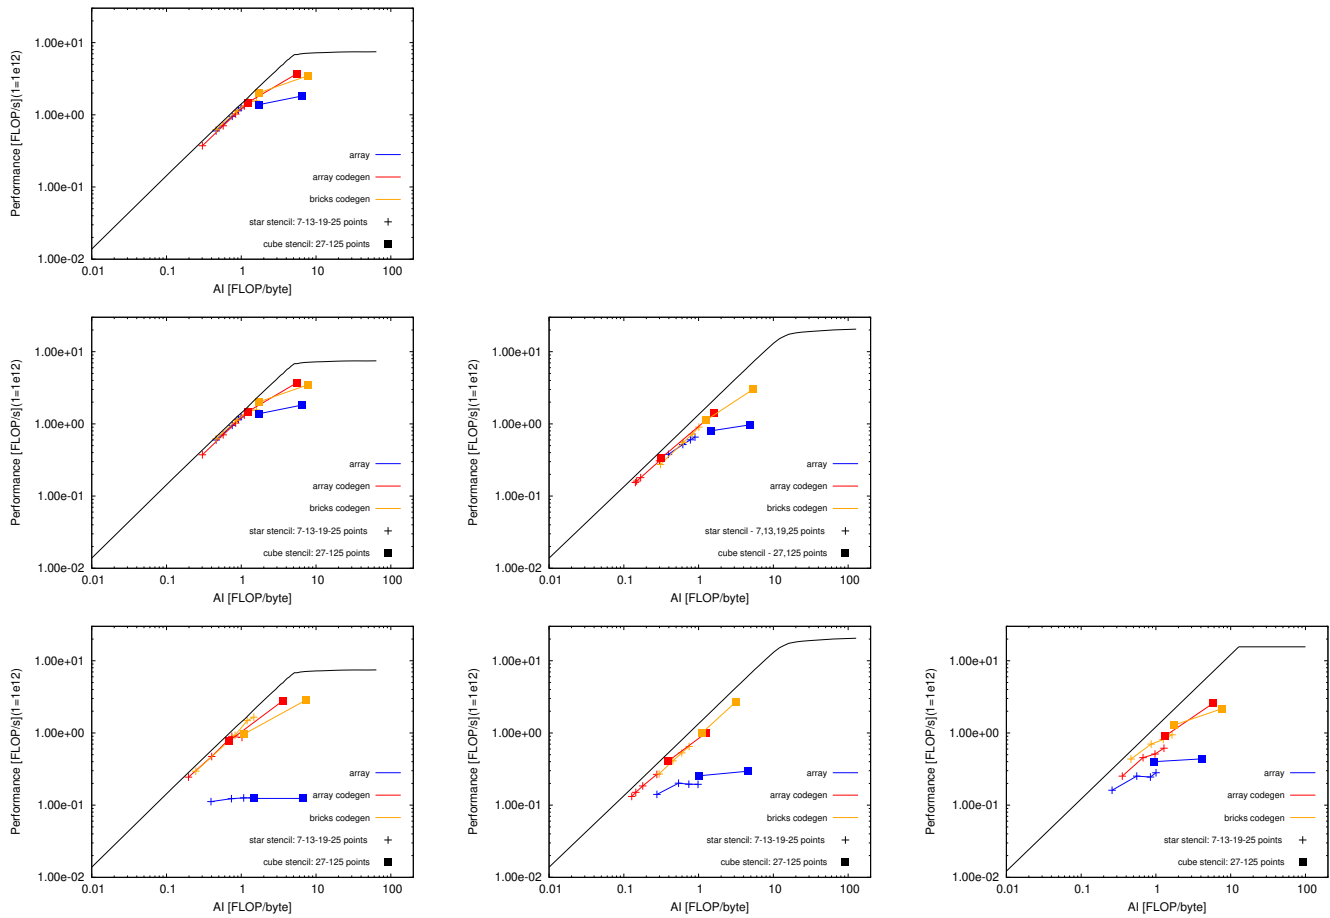 Performance [FLOP/s](1=1e12)
1.00e+01
1.00e+00
1.00e-01
1.00e-02
array
array codegen
bricks codegen
star stencil: 7-13-19-25 points
cube stencil: 27-125 points
0.01 0.1 1 10 100
AI [FLOP/byte]
Performance [FLOP/s](1=1e12)
1.00e+01
1.00e+00
1.00e-01
1.00e-02
array
array codegen
bricks codegen
star stencil: 7-13-19-25 points
cube stencil: 27-125 points
0.01 0.1 1 10 100
AI [FLOP/byte]
Performance [FLOP/s](1=1e12)
1.00e+01
1.00e+00
1.00e-01
1.00e-02
array
array codegen
bricks codegen
star stencil - 7,13,19,25 points
cube stencil - 27,125 points
0.01 0.1 1 10 100
AI [FLOP/byte]
Performance [FLOP/s](1=1e12)
1.00e+01
1.00e+00
1.00e-01
1.00e-02
array
array codegen
bricks codegen
star stencil: 7-13-19-25 points
cube stencil: 27-125 points
0.01 0.1 1 10 100
AI [FLOP/byte]
Performance [FLOP/s](1=1e12)
1.00e+01
1.00e+00
1.00e-01
1.00e-02
array
array codegen
bricks codegen
star stencil: 7-13-19-25 points
cube stencil: 27-125 points
0.01 0.1 1 10 100
AI [FLOP/byte]
Performance [FLOP/s](1=1e12)
1.00e+01
1.00e+00
1.00e-01
1.00e-02
array
array codegen
bricks codegen
star stencil: 7-13-19-25 points
cube stencil: 27-125 points
0.01 0.1 1 10 100
AI [FLOP/byte]